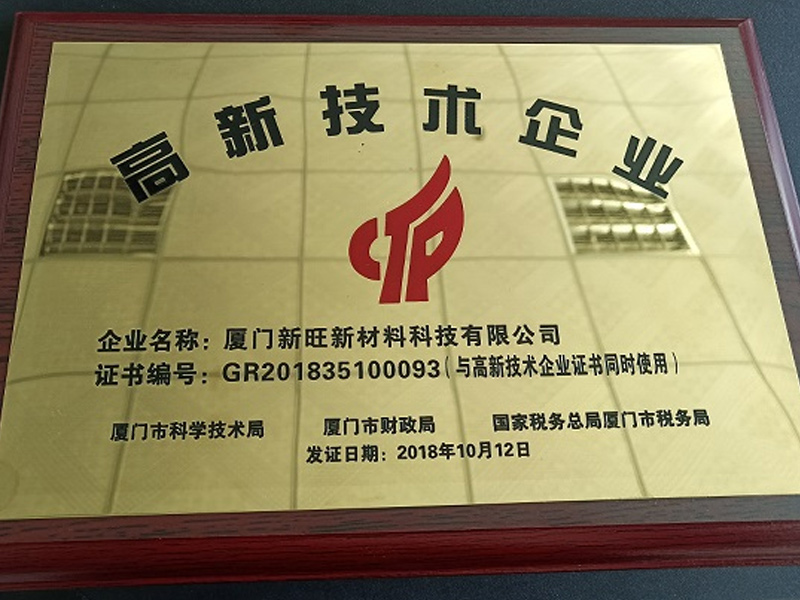 高新技术企业
企业名称：厦门新旺新材料科技有限公司
证书编号：GR201835100093（与高新技术企业证书同时使用）
厦门市科学技术局 厦门市财政局 国家税务总局厦门市税务局
发证日期：2018年10月12日